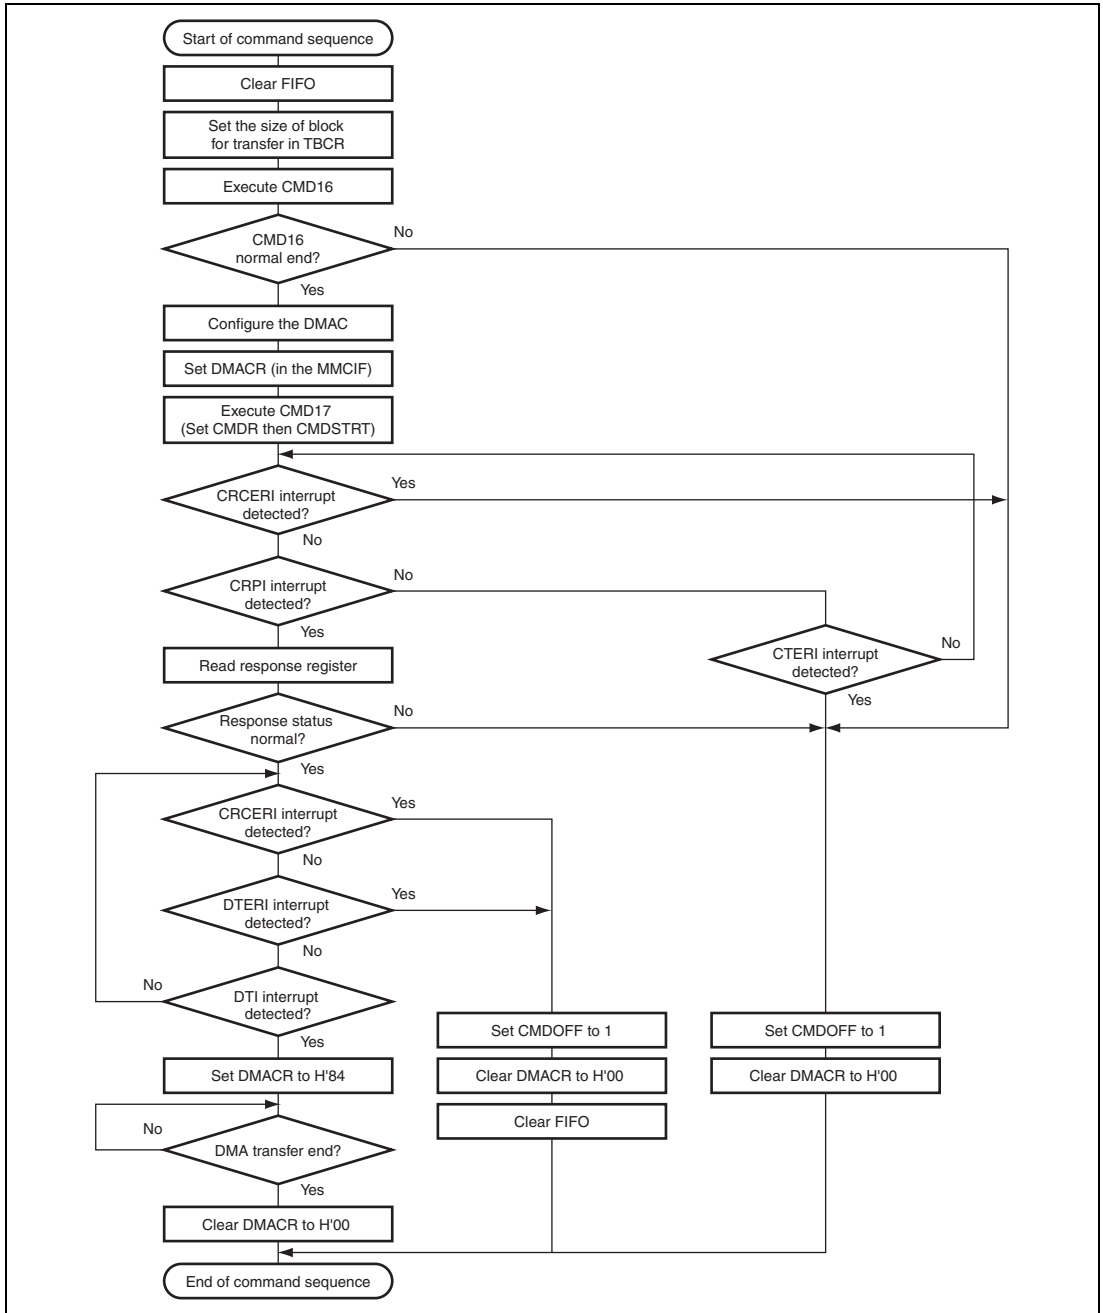 Start of command sequence
Clear FIFO
Set the size of block
for transfer in TBCR
Execute CMD16
CMD16
normal end?
No
Yes
Configure the DMAC
Set DMACR (in the MMCIF)
Execute CMD17
(Set CMDR then CMDSTRT)
CRCERI interrupt
detected?
Yes
No
CRPI interrupt
detected?
No
Yes
CTERI interrupt
detected?
No
Yes
Read response register
Response status
normal?
No
Yes
CRCERI interrupt
detected?
Yes
No
DTERI interrupt
detected?
Yes
No
DTI interrupt
detected?
No
Yes
Set DMACR to H'84
DMA transfer end?
No
Yes
Clear DMACR to H'00
Set CMDOFF to 1
Clear DMACR to H'00
Clear FIFO
Set CMDOFF to 1
Clear DMACR to H'00
End of command sequence